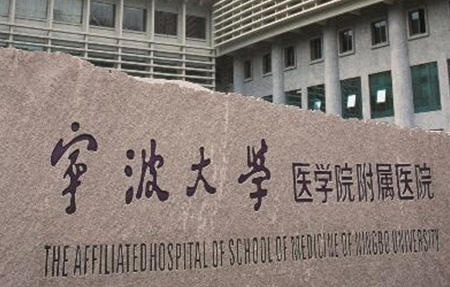 寧波大学 医学院附属医院
THE AFFILIATED HOSPITAL OF SCHOOL OF MEDICINE OF NINGBO UNIVERSITY